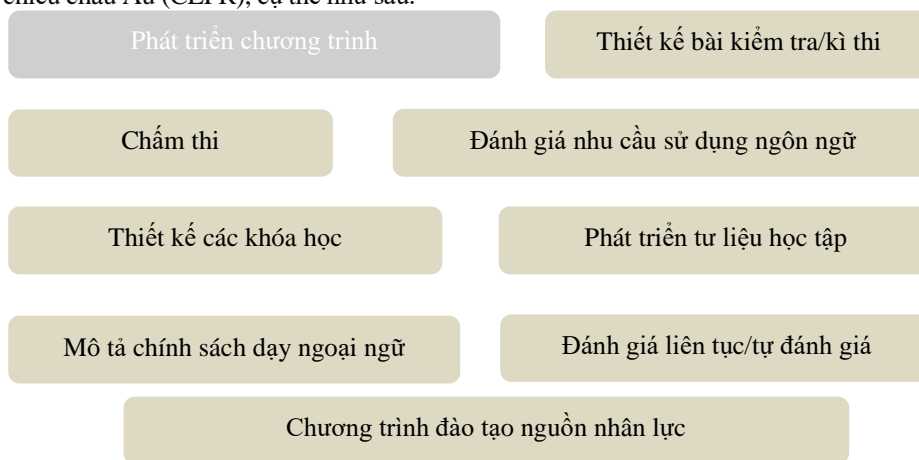 chiếu châu Âu (CEFR), cụ thể như sau:
Phát triển chương trình
Thiết kế bài kiểm tra/kì thi
Chấm thi
Đánh giá nhu cầu sử dụng ngôn ngữ
Thiết kế các khóa học
Phát triển tư liệu học tập
Mô tả chính sách dạy ngoại ngữ
Đánh giá liên tục/tự đánh giá
Chương trình đào tạo nguồn nhân lực